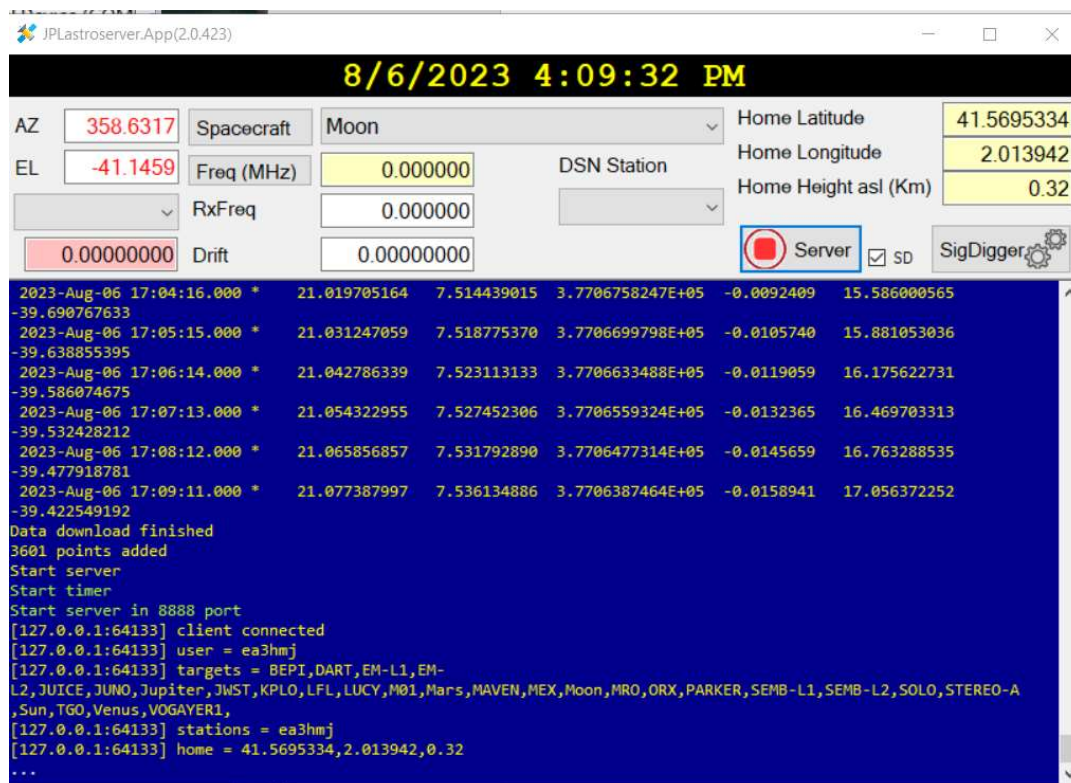 JPLastroserver.App(2.0.423)
8/6/2023 4:09:32 PM
AZ 358.6317 Spacecraft Moon Home Latitude 41.5695334
EL -41.1459 Freq (MHz) 0.000000 DSN Station Home Longitude 2.013942
RxFreq 0.000000 Home Height asl (Km) 0.32
0.00000000 Drift 0.00000000 Server SD SigDigger
2023-Aug-06 17:04:16.000 * 21.019705164 7.514439015 3.7706758247E+05 -0.0092409 15.586000565
-39.690767633
2023-Aug-06 17:05:15.000 * 21.031247059 7.518775370 3.7706699798E+05 -0.0105740 15.881053036
-39.638855395
2023-Aug-06 17:06:14.000 * 21.042786339 7.523113133 3.7706633488E+05 -0.0119059 16.175622731
-39.586074675
2023-Aug-06 17:07:13.000 * 21.054322955 7.527452306 3.7706559324E+05 -0.0132365 16.469703313
-39.532428212
2023-Aug-06 17:08:12.000 * 21.065856857 7.531792890 3.7706477314E+05 -0.0145659 16.763288535
-39.477918781
2023-Aug-06 17:09:11.000 * 21.077387997 7.536134886 3.7706387464E+05 -0.0158941 17.056372252
-39.422549192
Data download finished
3601 points added
Start server
Start timer
Start server in 8888 port
[127.0.0.1:64133] client connected
[127.0.0.1:64133] user = ea3hmj
[127.0.0.1:64133] targets = BEPI,DART,EM-L1,EM-
L2,JUICE,JUNO,Jupiter,JWST,KPLO,LFL,LUCY,M01,Mars,MAVEN,MEX,Moon,MRO,ORX,PARKER,SEMB-L1,SEMB-L2,SOLO,STEREO-A
,Sun,TGO,Venus,VOGAYER1,
[127.0.0.1:64133] stations = ea3hmj
[127.0.0.1:64133] home = 41.5695334,2.013942,0.32
...